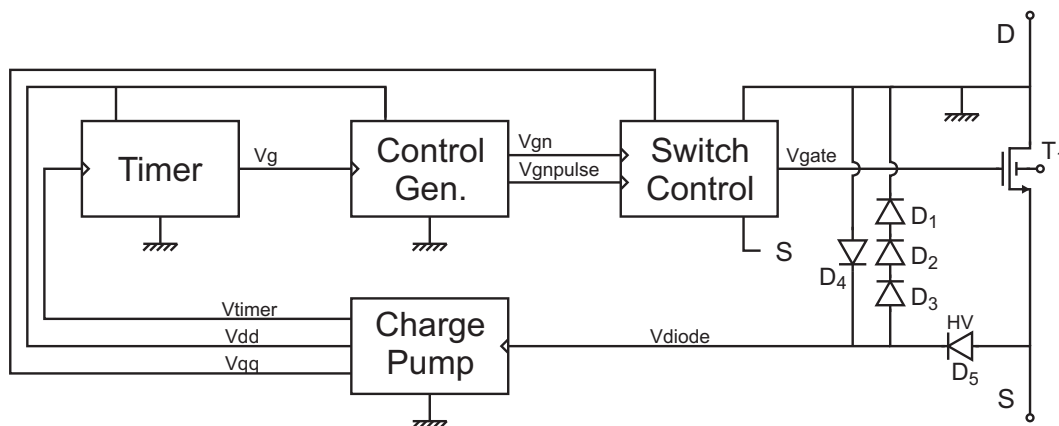 D
Timer
Vg
Control
Gen.
Vgn
Vgnpulse
Switch
Control
Vgate
T
S
D1
D2
D3
D4
Vtimer
Vdd
Vqq
Charge
Pump
Vdiode
HV
D5
S